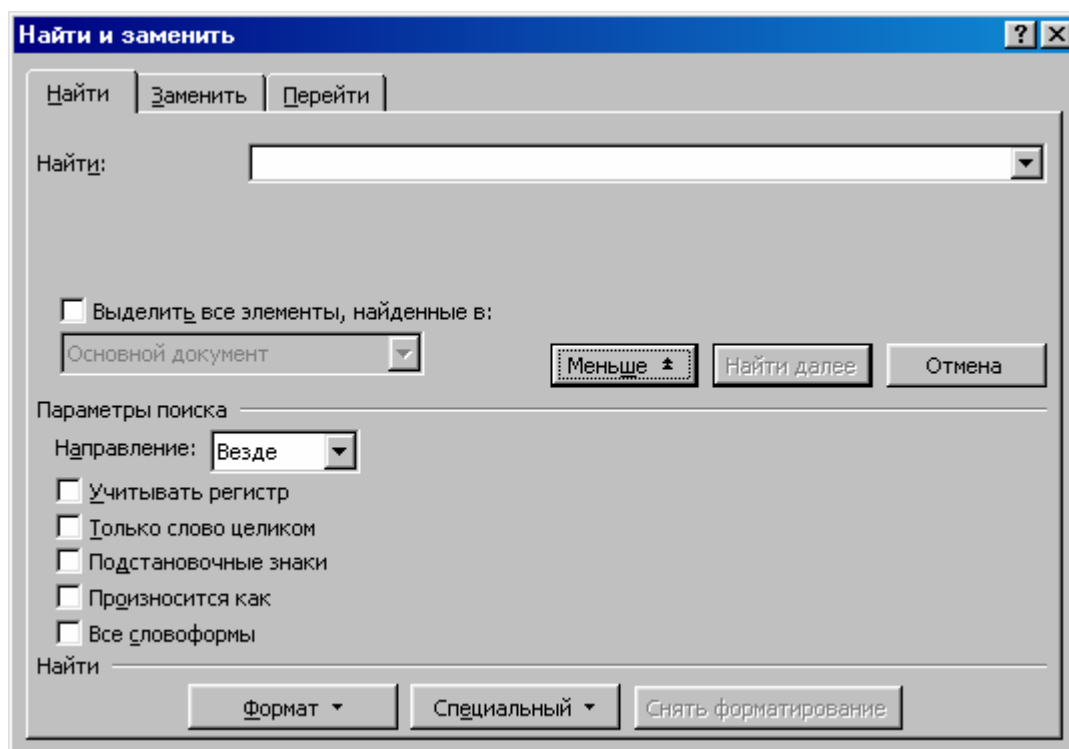 Найти и заменить
Найти Заменить Перейти
Найти:
Выделить все элементы, найденные в:
Основной документ Меньше Найти далее Отмена
Параметры поиска
Направление: Везде
Учитывать регистр
Только слово целиком
Подстановочные знаки
Произносится как
Все словоформы
Найти
Формат Специальный Снять форматирование